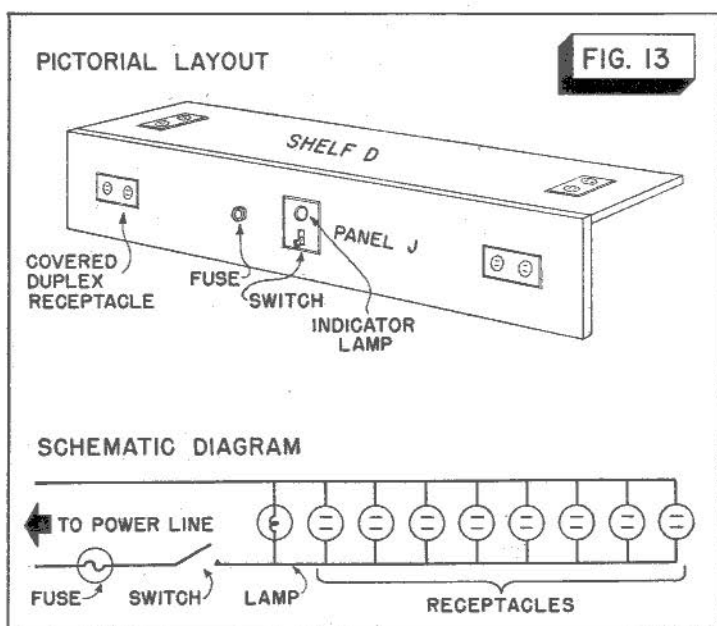 PICTORIAL LAYOUT
FIG. 13
SHELF D
PANEL J
COVERED
DUPLEX
RECEPTACLE
FUSE
SWITCH
INDICATOR
LAMP
SCHEMATIC DIAGRAM
TO POWER LINE
FUSE
SWITCH
LAMP
RECEPTACLES